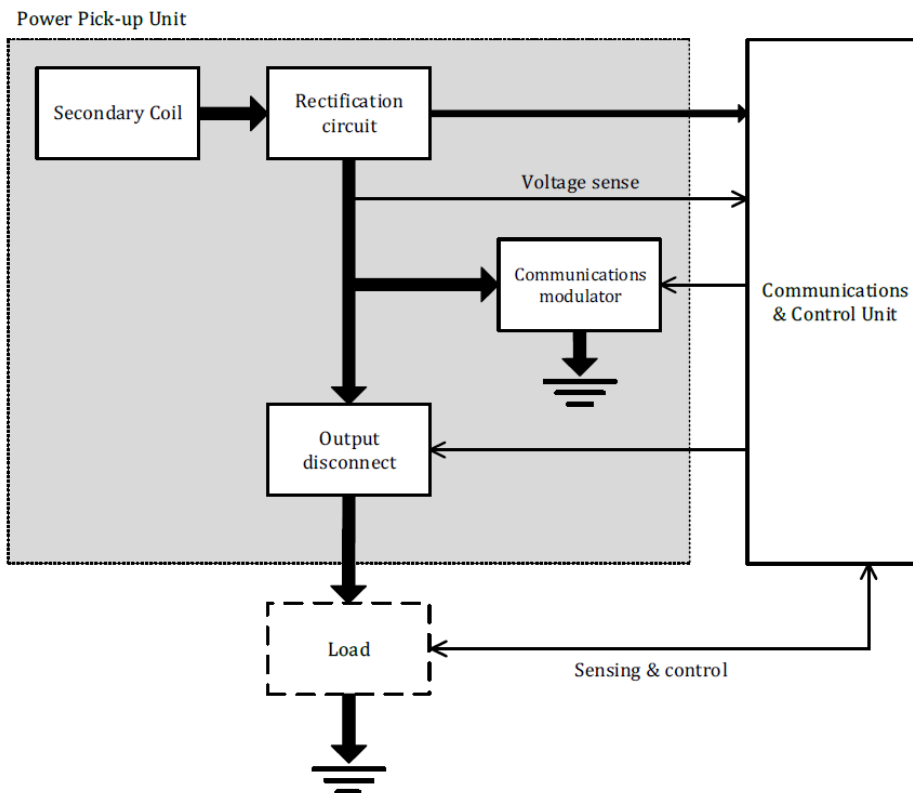 Power Pick-up Unit
Secondary Coil
Rectification
circuit
Voltage sense
Communications
modulator
Communications
& Control Unit
Output
disconnect
Load
Sensing & control